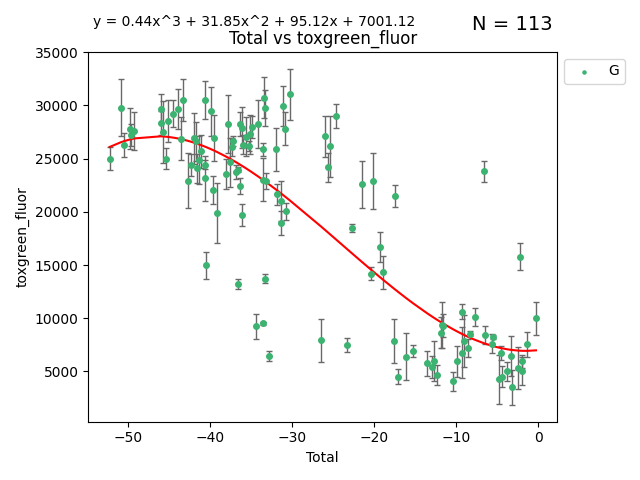 y = 0.44x^3 + 31.85x^2 + 95.12x + 7001.12
N = 113
Total vs toxgreen_fluor
G
35000
30000
25000
20000
15000
10000
5000
toxgreen_fluor
−50 −40 −30 −20 −10 0
Total